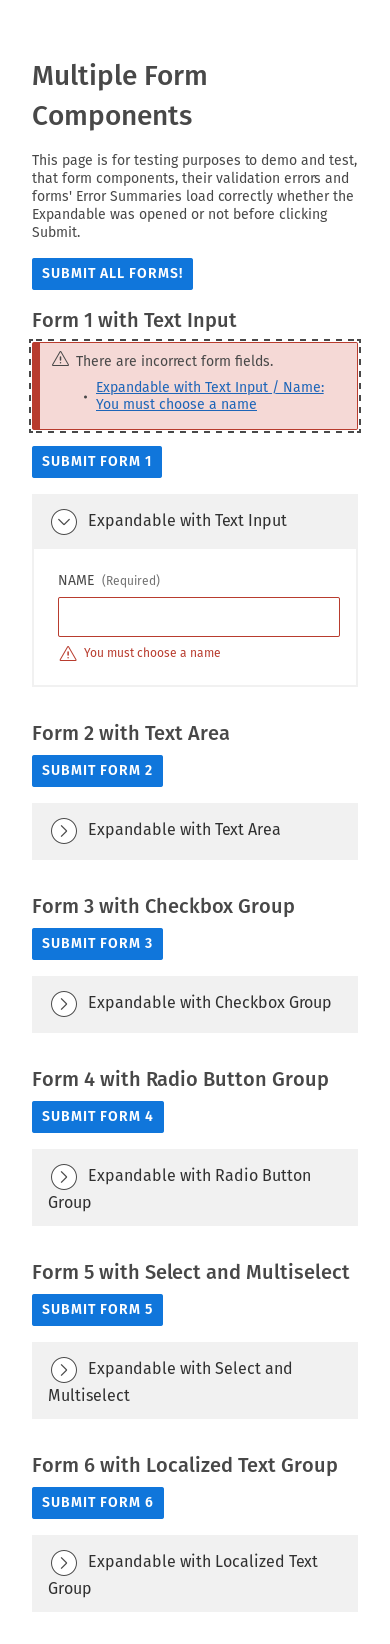 Multiple Form
Components
This page is for testing purposes to demo and test,
that form components, their validation errors and
forms' Error Summaries load correctly whether the
Expandable was opened or not before clicking
Submit.
SUBMIT ALL FORMS!
Form 1 with Text Input
There are incorrect form fields.
Expandable with Text Input / Name:
You must choose a name
SUBMIT FORM 1
Expandable with Text Input
NAME (Required)
You must choose a name
Form 2 with Text Area
SUBMIT FORM 2
Expandable with Text Area
Form 3 with Checkbox Group
SUBMIT FORM 3
Expandable with Checkbox Group
Form 4 with Radio Button Group
SUBMIT FORM 4
Expandable with Radio Button
Group
Form 5 with Select and Multiselect
SUBMIT FORM 5
Expandable with Select and
Multiselect
Form 6 with Localized Text Group
SUBMIT FORM 6
Expandable with Localized Text
Group